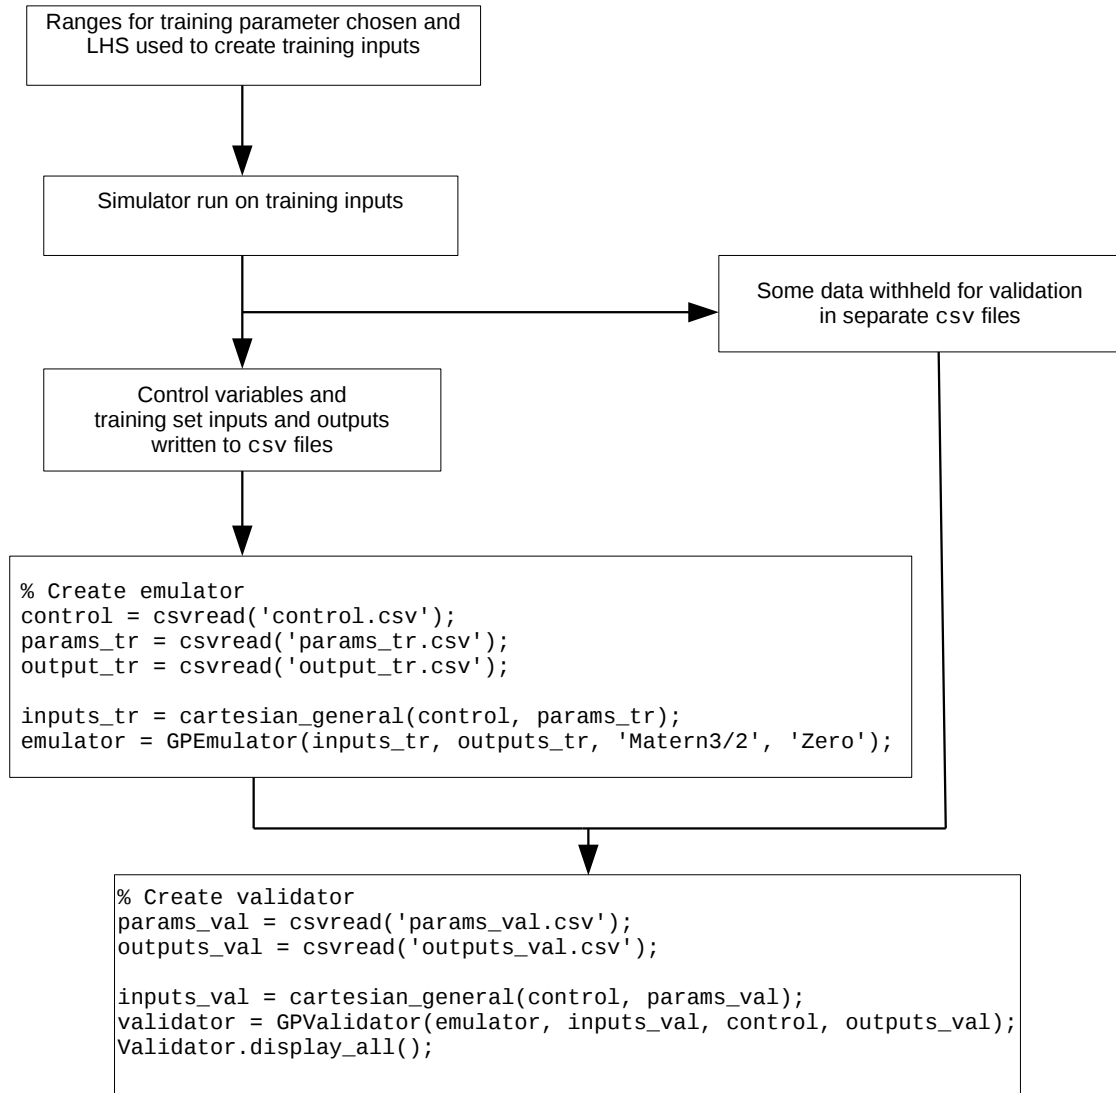 Ranges for training parameter chosen and
LHS used to create training inputs
Simulator run on training inputs
Some data withheld for validation
in separate csv files
Control variables and
training set inputs and outputs
written to csv files
% Create emulator
control = csvread('control.csv');
params_tr = csvread('params_tr.csv');
output_tr = csvread('output_tr.csv');
inputs_tr = cartesian_general(control, params_tr);
emulator = GPEmulator(inputs_tr, outputs_tr, 'Matern3/2', 'Zero');
% Create validator
params_val = csvread('params_val.csv');
outputs_val = csvread('outputs_val.csv');
inputs_val = cartesian_general(control, params_val);
validator = GPValidator(emulator, inputs_val, control, outputs_val);
Validator.display_all();